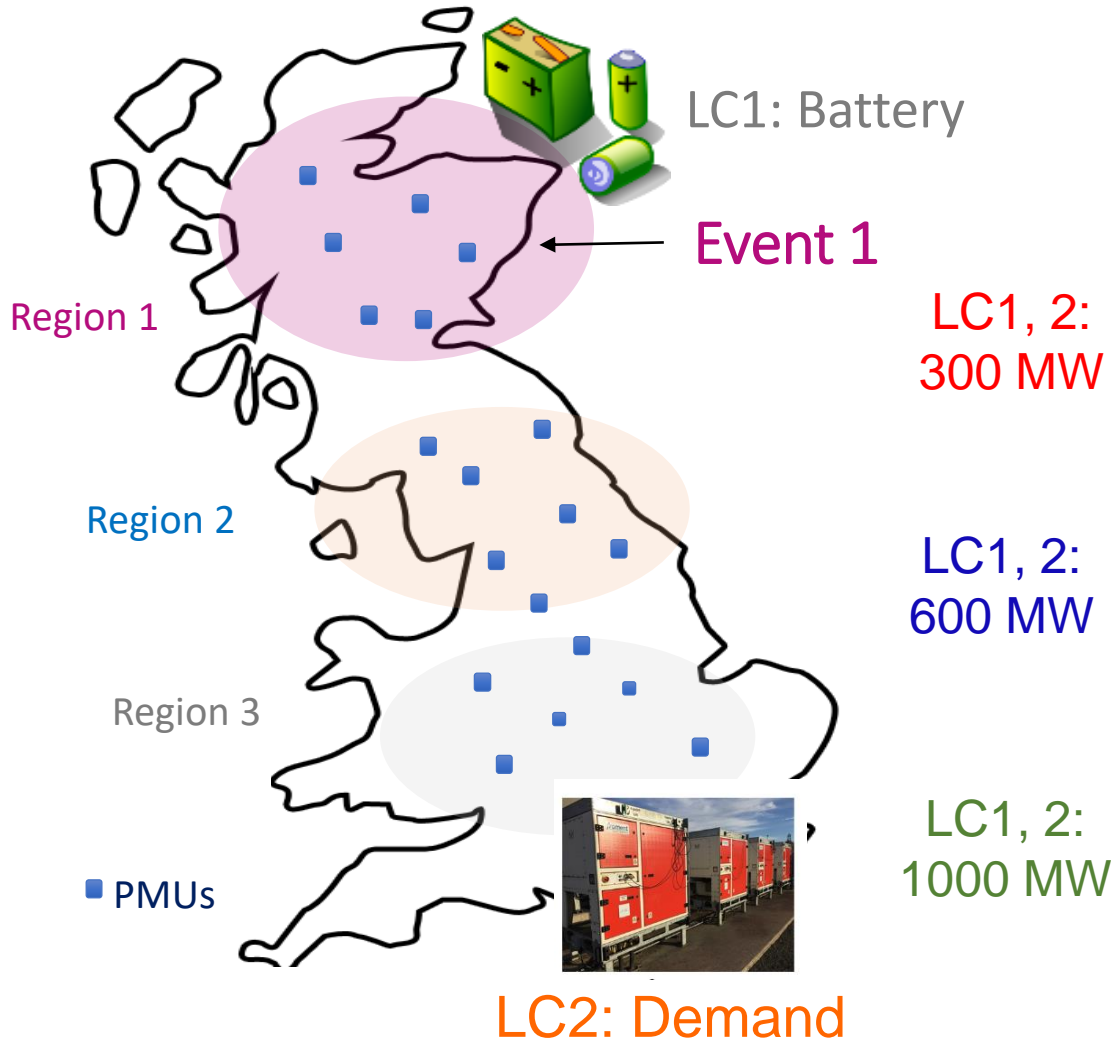 LC1: Battery
Event 1
Region 1
LC1, 2:
300 MW
Region 2
LC1, 2:
600 MW
Region 3
LC1, 2:
1000 MW
PMUs
LC2: Demand